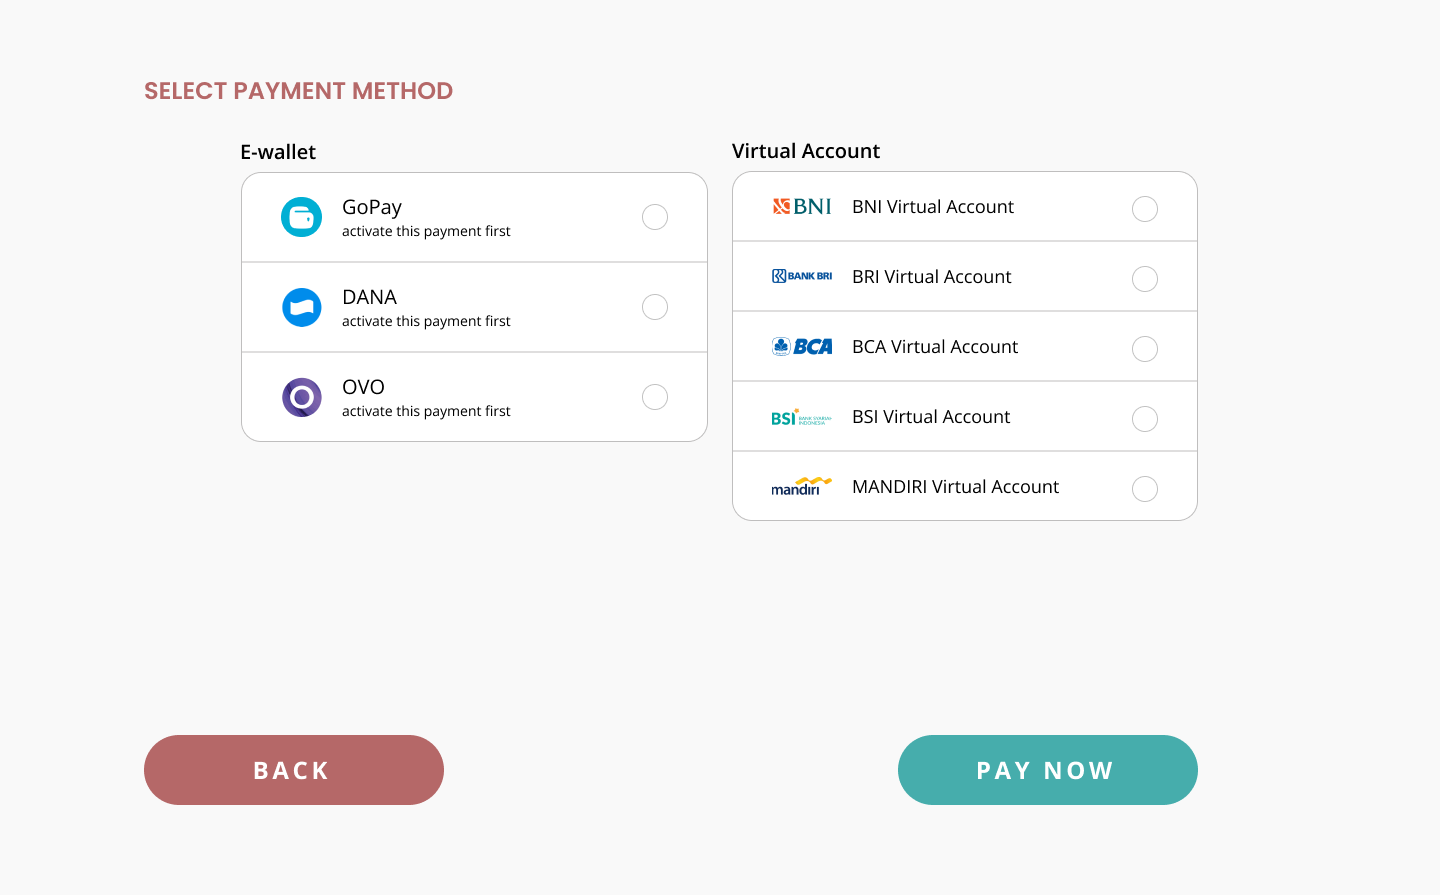 SELECT PAYMENT METHOD
E-wallet
GoPay
activate this payment first
DANA
activate this payment first
OVO
activate this payment first
Virtual Account
BNI BNI Virtual Account
BANK BRI BRI Virtual Account
BCA BCA Virtual Account
BSI BANK SYARIAH INDONESIA BSI Virtual Account
mandiri MANDIRI Virtual Account
BACK
PAY NOW